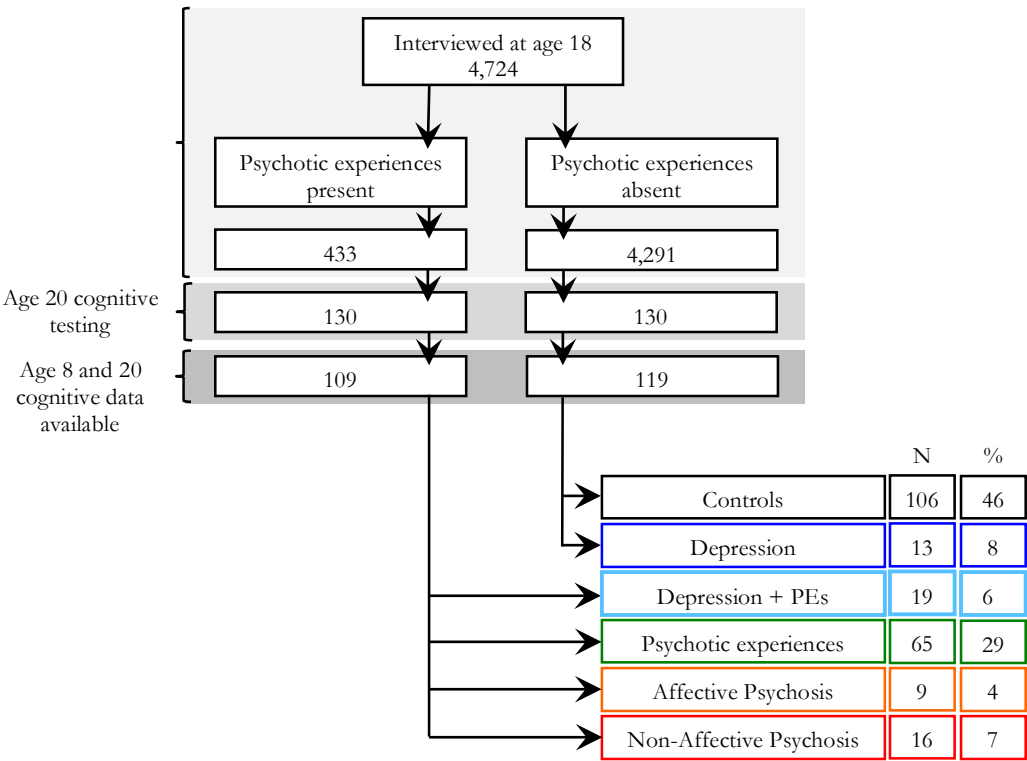 Interviewed at age 18
4,724
Psychotic experiences
present
Psychotic experiences
absent
433
4,291
Age 20 cognitive
testing
130
130
Age 8 and 20
cognitive data
available
109
119
N %
Controls 106 46
Depression 13 8
Depression + PEs 19 6
Psychotic experiences 65 29
Affective Psychosis 9 4
Non-Affective Psychosis 16 7